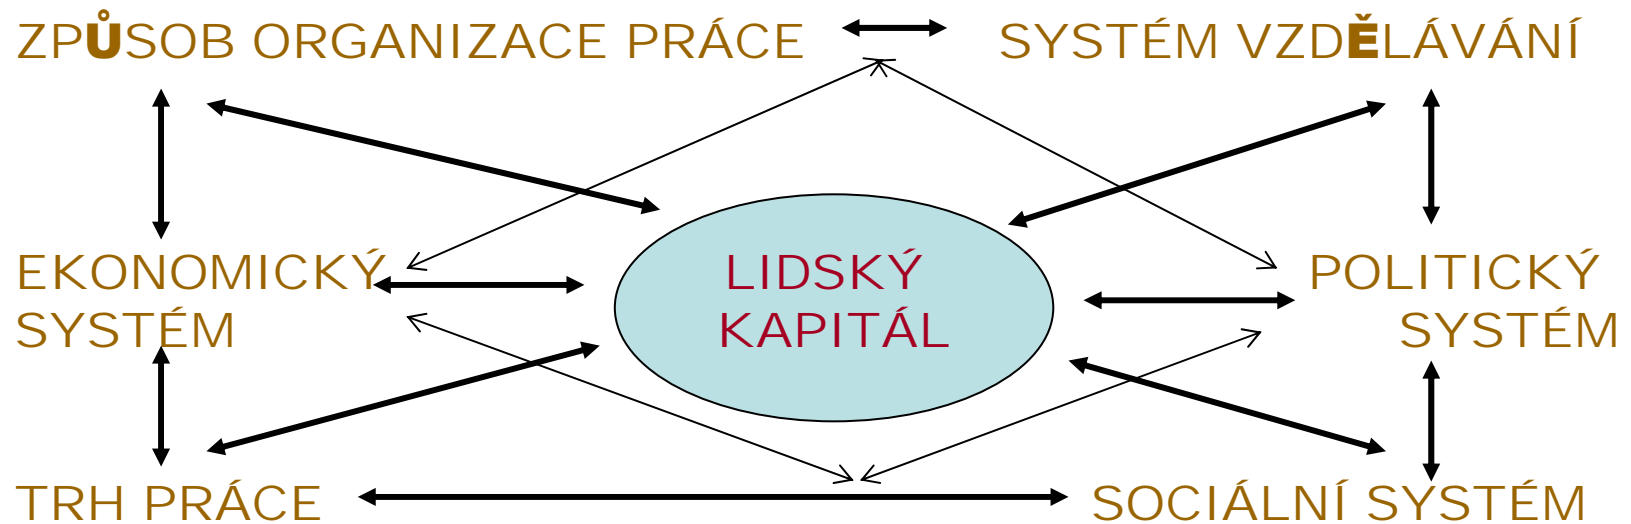 ZPŮSOB ORGANIZACE PRÁCE
SYSTÉM VZDĚLÁVÁNÍ
EKONOMICKÝ
SYSTÉM
LIDSKÝ
KAPITÁL
POLITICKÝ
SYSTÉM
TRH PRÁCE
SOCIÁLNÍ SYSTÉM